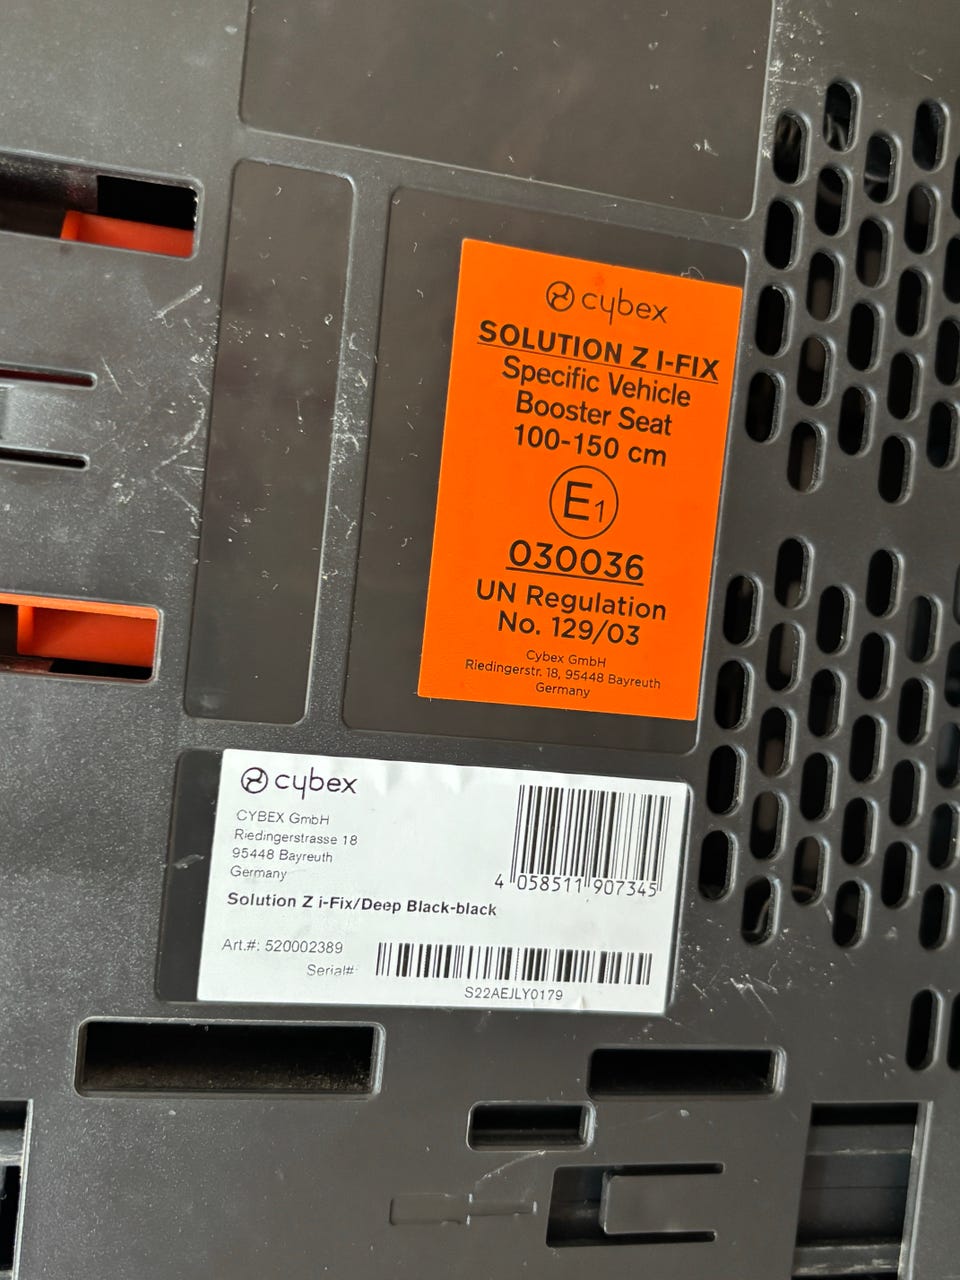 cybex
SOLUTION Z I-FIX
Specific Vehicle
Booster Seat
100-150 cm
E1
030036
UN Regulation
No. 129/03
Cybex GmbH
Riedingerstr. 18, 95448 Bayreuth
Germany
cybex
CYBEX GmbH
Riedingerstrasse 18
95448 Bayreuth
Germany
4 058511 907345
Solution Z i-Fix/Deep Black-black
Art.#: 520002389
Serial#:
S22AEJLY0179